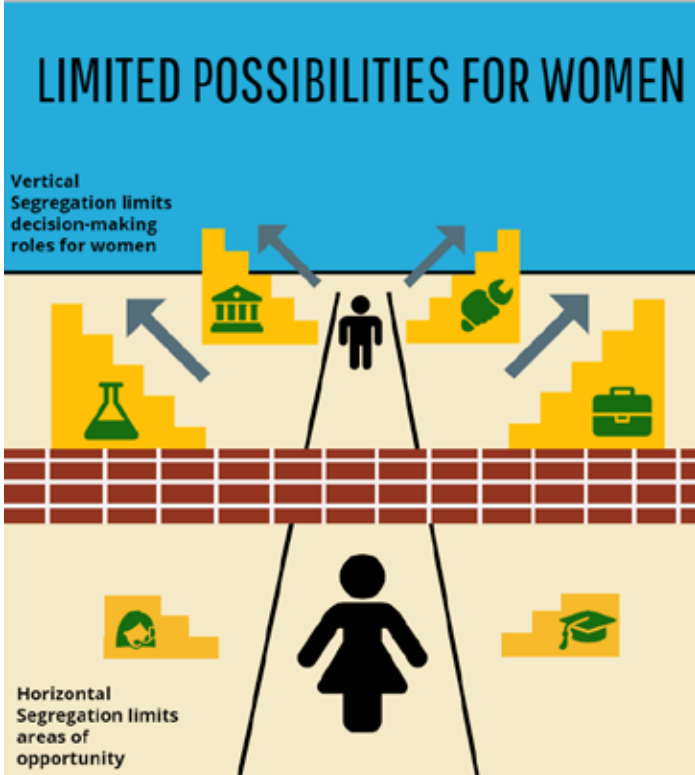 LIMITED POSSIBILITIES FOR WOMEN
Vertical
Segregation limits
decision-making
roles for women
Horizontal
Segregation limits
areas of
opportunity